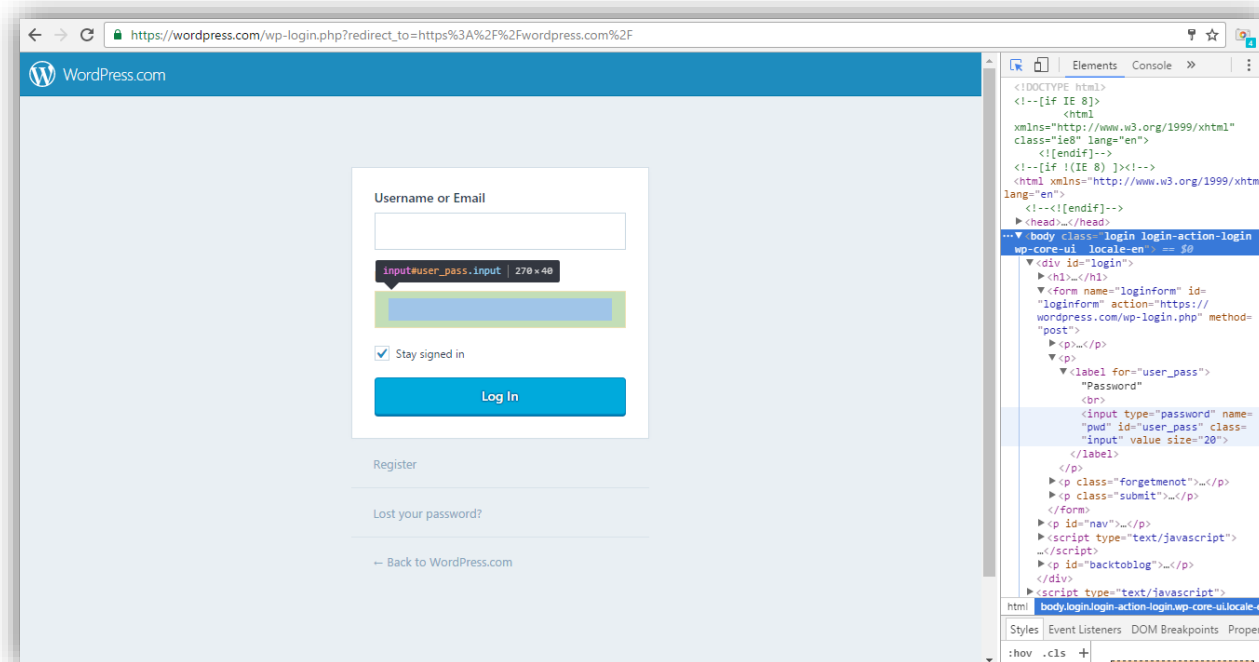 https://wordpress.com/wp-login.php?redirect_to=https%3A%2F%2Fwordpress.com%2F
4
WordPress.com
Username or Email
input#user_pass.input | 270×40
Stay signed in
Log In
Register
Lost your password?
← Back to WordPress.com
Elements Console »
<!DOCTYPE html>
<!--[if IE 8]>
<html
xmlns="http://www.w3.org/1999/xhtml"
class="ie8" lang="en">
<![endif]-->
<!--[if !(IE 8) ]><!-->
<html xmlns="http://www.w3.org/1999/xhtm
lang="en">
<!--<![endif]-->
▶<head>…</head>
…▼<body class="login login-action-login
wp-core-ui locale-en"> == $0
▼<div id="login">
▶<h1>…</h1>
▼<form name="loginform" id=
"loginform" action="https://
wordpress.com/wp-login.php" method=
"post">
▶<p>…</p>
▼<p>
▼<label for="user_pass">
"Password"
<br>
<input type="password" name=
"pwd" id="user_pass" class=
"input" value size="20">
</label>
</p>
▶<p class="forgetmenot">…</p>
▶<p class="submit">…</p>
</form>
▶<p id="nav">…</p>
▶<script type="text/javascript">
…</script>
▶<p id="backtoblog">…</p>
</div>
▶<script type="text/javascript">
html body.login.login-action-login.wp-core-ui.locale-e
Styles Event Listeners DOM Breakpoints Proper
:hov .cls +